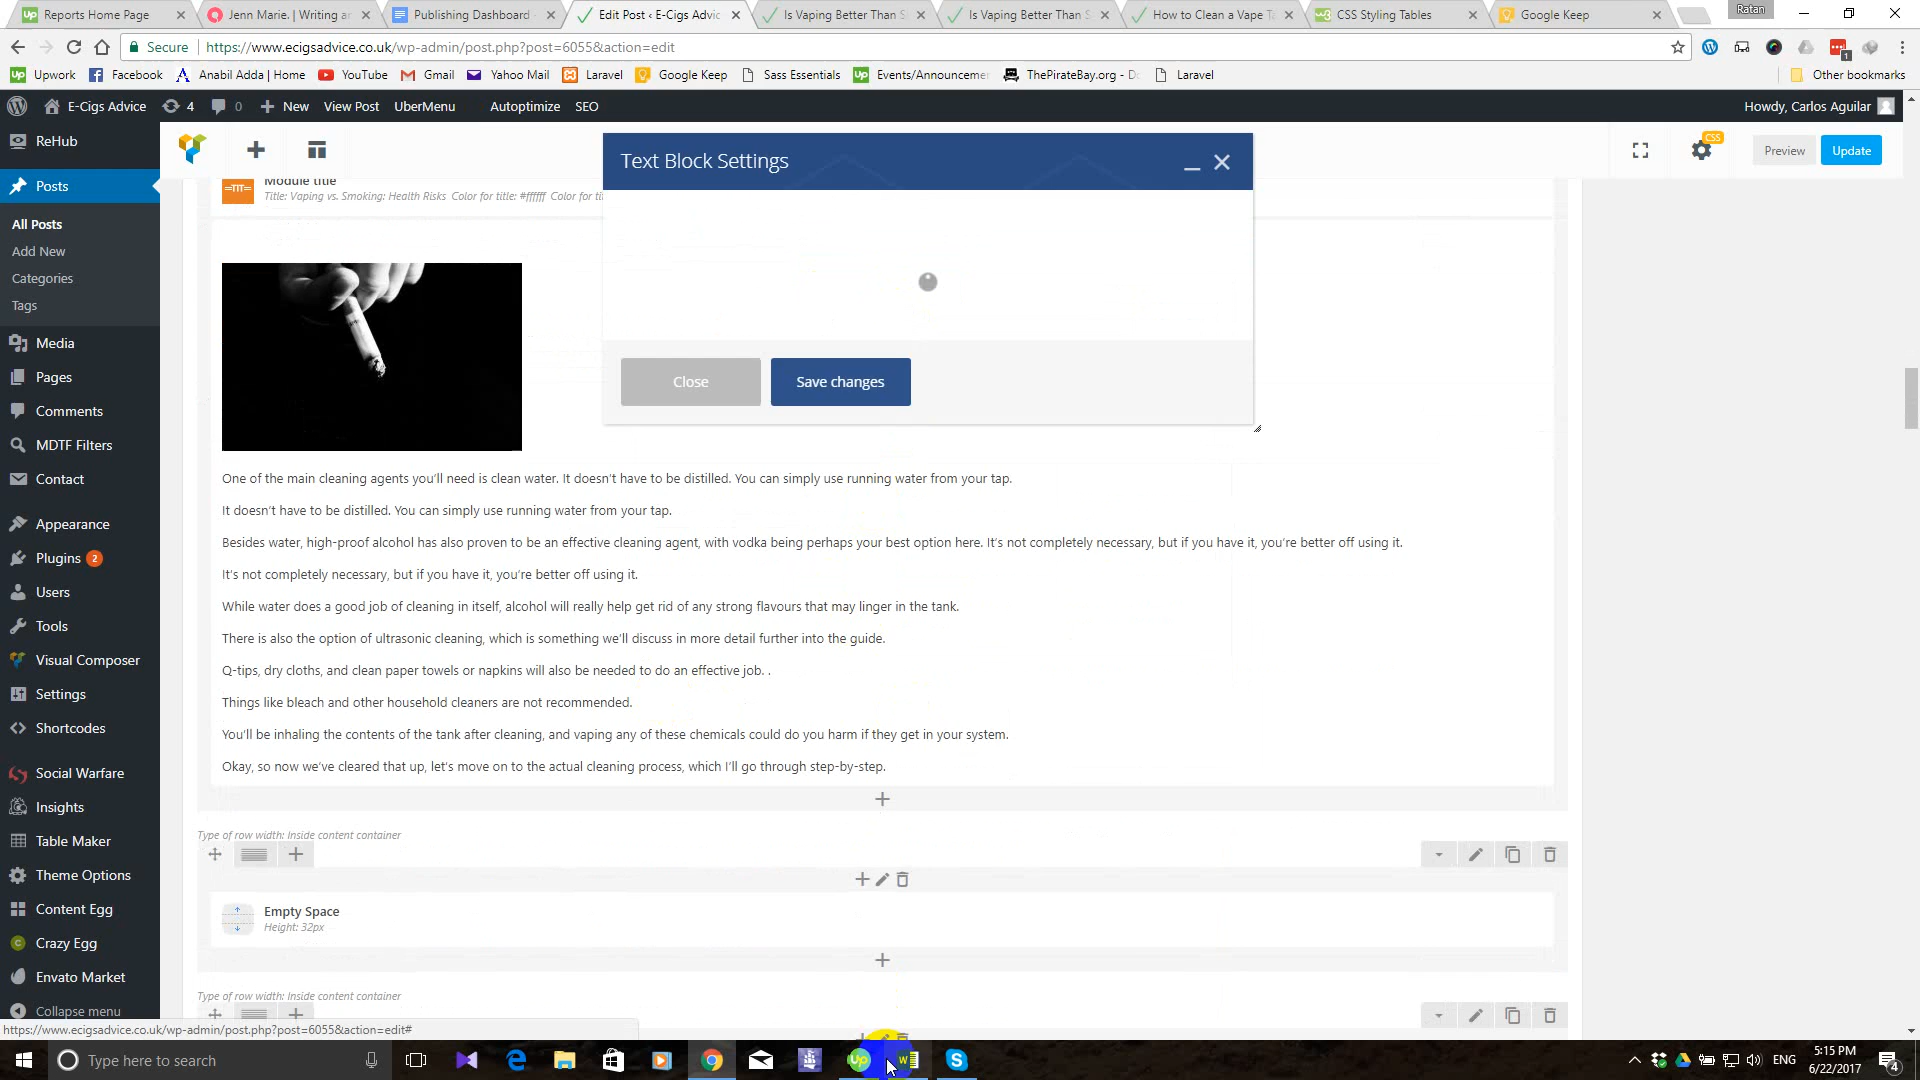 Reports Home Page
Jenn Marie. | Writing a
Publishing Dashboard
Edit Post ‹ E-Cigs Advic
Is Vaping Better Than S
Is Vaping Better Than S
How to Clean a Vape Ta
CSS Styling Tables
Google Keep
Ratan
Secure
https://www.ecigsadvice.co.uk/wp-admin/post.php?post=6055&action=edit
Upwork
Facebook
Anabil Adda | Home
YouTube
Gmail
Yahoo Mail
Laravel
Google Keep
Sass Essentials
Events/Announceme
ThePirateBay.org - Do
Laravel
Other bookmarks
E-Cigs Advice
4
0
New
View Post
UberMenu
Autoptimize
SEO
Howdy, Carlos Aguilar
ReHub
Posts
All Posts
Add New
Categories
Tags
Media
Pages
Comments
MDTF Filters
Contact
Appearance
Plugins 2
Users
Tools
Visual Composer
Settings
Shortcodes
Social Warfare
Insights
Table Maker
Theme Options
Content Egg
Crazy Egg
Envato Market
Collapse menu
CSS
Preview
Update
Module title
Title: Vaping vs. Smoking: Health Risks Color for title: #ffffff Color for tit
Text Block Settings
Close
Save changes
One of the main cleaning agents you'll need is clean water. It doesn't have to be distilled. You can simply use running water from your tap.
It doesn't have to be distilled. You can simply use running water from your tap.
Besides water, high-proof alcohol has also proven to be an effective cleaning agent, with vodka being perhaps your best option here. It's not completely necessary, but if you have it, you're better off using it.
It's not completely necessary, but if you have it, you're better off using it.
While water does a good job of cleaning in itself, alcohol will really help get rid of any strong flavours that may linger in the tank.
There is also the option of ultrasonic cleaning, which is something we'll discuss in more detail further into the guide.
Q-tips, dry cloths, and clean paper towels or napkins will also be needed to do an effective job. .
Things like bleach and other household cleaners are not recommended.
You'll be inhaling the contents of the tank after cleaning, and vaping any of these chemicals could do you harm if they get in your system.
Okay, so now we've cleared that up, let's move on to the actual cleaning process, which I'll go through step-by-step.
Type of row width: Inside content container
Empty Space
Height: 32px
Type of row width: Inside content container
https://www.ecigsadvice.co.uk/wp-admin/post.php?post=6055&action=edit#
Type here to search
ENG
5:15 PM
6/22/2017
4